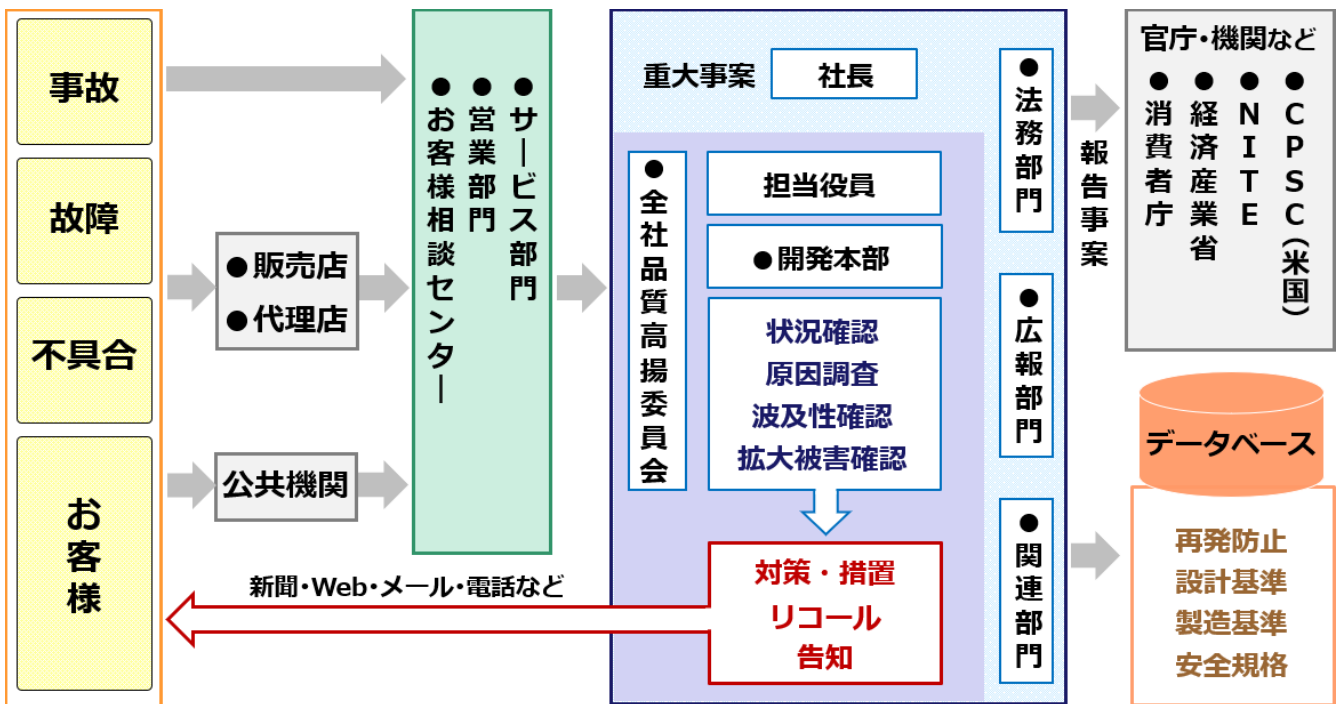 事故
故障
不具合
お客様
●販売店
●代理店
公共機関
●サービス部門
●営業部門
●お客様相談センター
重大事案
社長
●全社品質高揚委員会
担当役員
●開発本部
状況確認
原因調査
波及性確認
拡大被害確認
対策・措置
リコール
告知
新聞・Web・メール・電話など
●法務部門
●広報部門
●関連部門
報告事案
官庁・機関など
●CPSC(米国)
●NITE
●経済産業省
●消費者庁
データベース
再発防止
設計基準
製造基準
安全規格